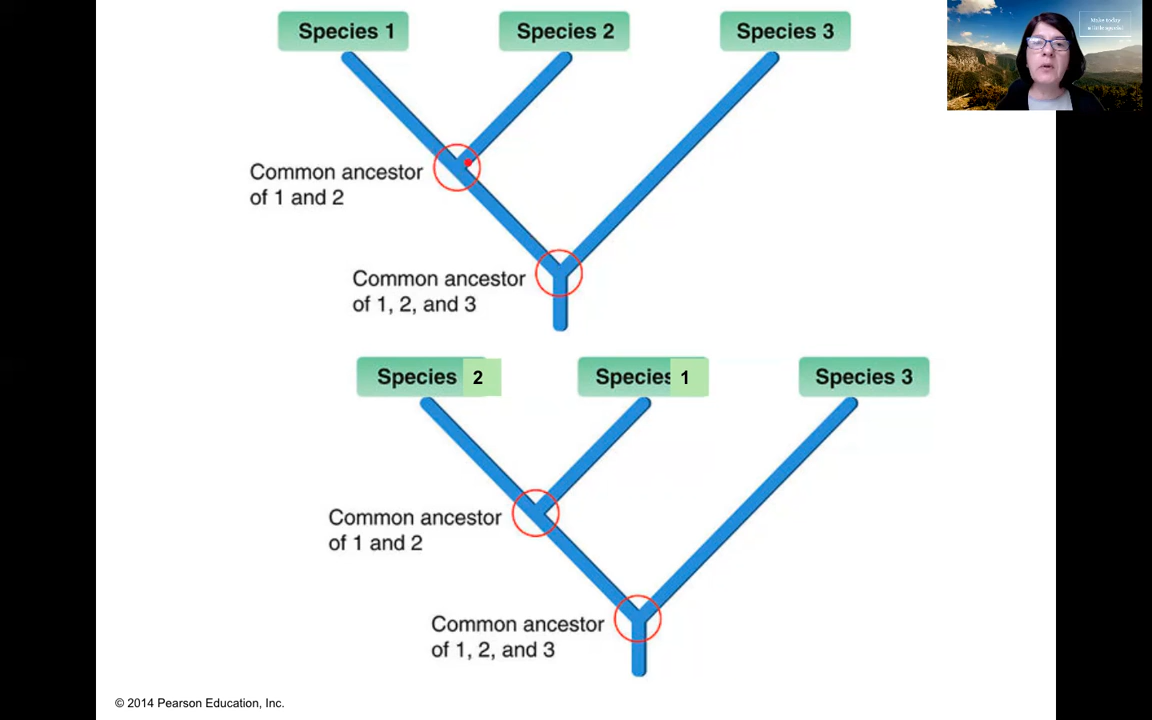 Species 1
Species 2
Species 3
Make today
Common ancestor
of 1 and 2
Common ancestor
of 1, 2, and 3
Species 2
Species 1
Species 3
Common ancestor
of 1 and 2
Common ancestor
of 1, 2, and 3
© 2014 Pearson Education, Inc.